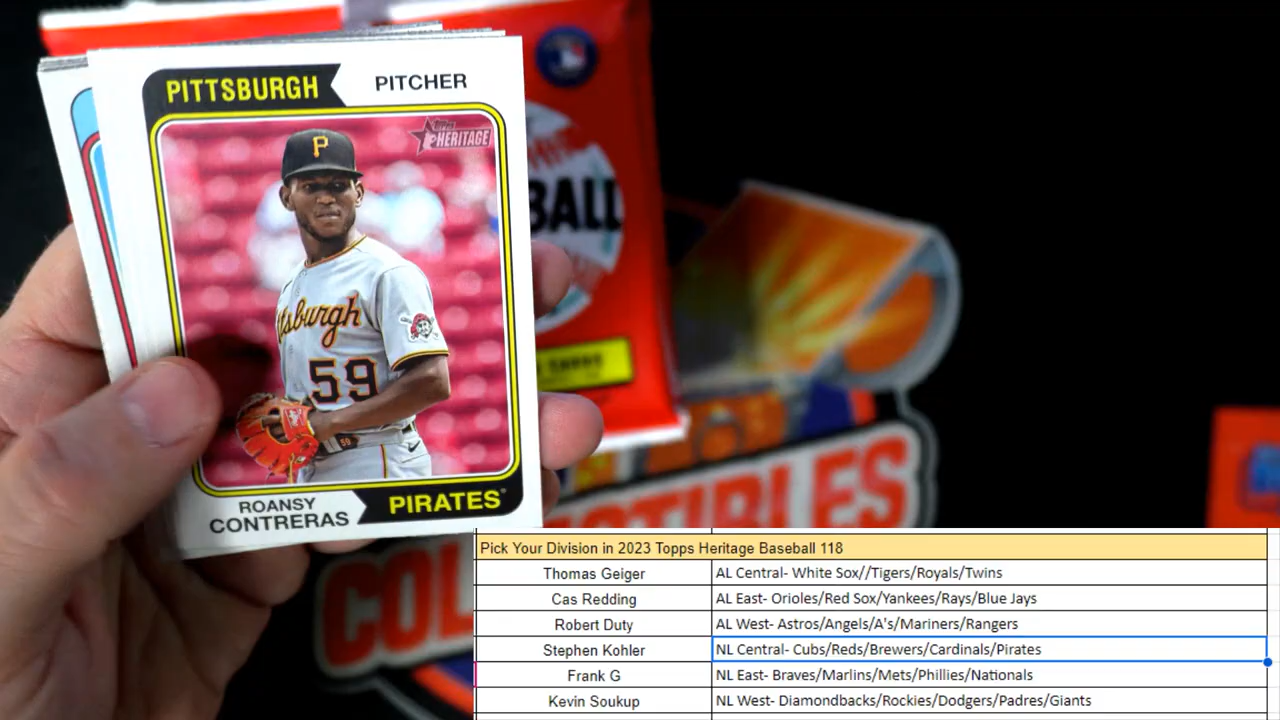 PITTSBURGH PITCHER
Topps
HERITAGE
P
59
59
ROANSY
CONTRERAS
PIRATES
BALL
Pick Your Division in 2023 Topps Heritage Baseball 118
Thomas Geiger AL Central- White Sox//Tigers/Royals/Twins
Cas Redding AL East- Orioles/Red Sox/Yankees/Rays/Blue Jays
Robert Duty AL West- Astros/Angels/A's/Mariners/Rangers
Stephen Kohler NL Central- Cubs/Reds/Brewers/Cardinals/Pirates
Frank G NL East- Braves/Marlins/Mets/Phillies/Nationals
Kevin Soukup NL West- Diamondbacks/Rockies/Dodgers/Padres/Giants